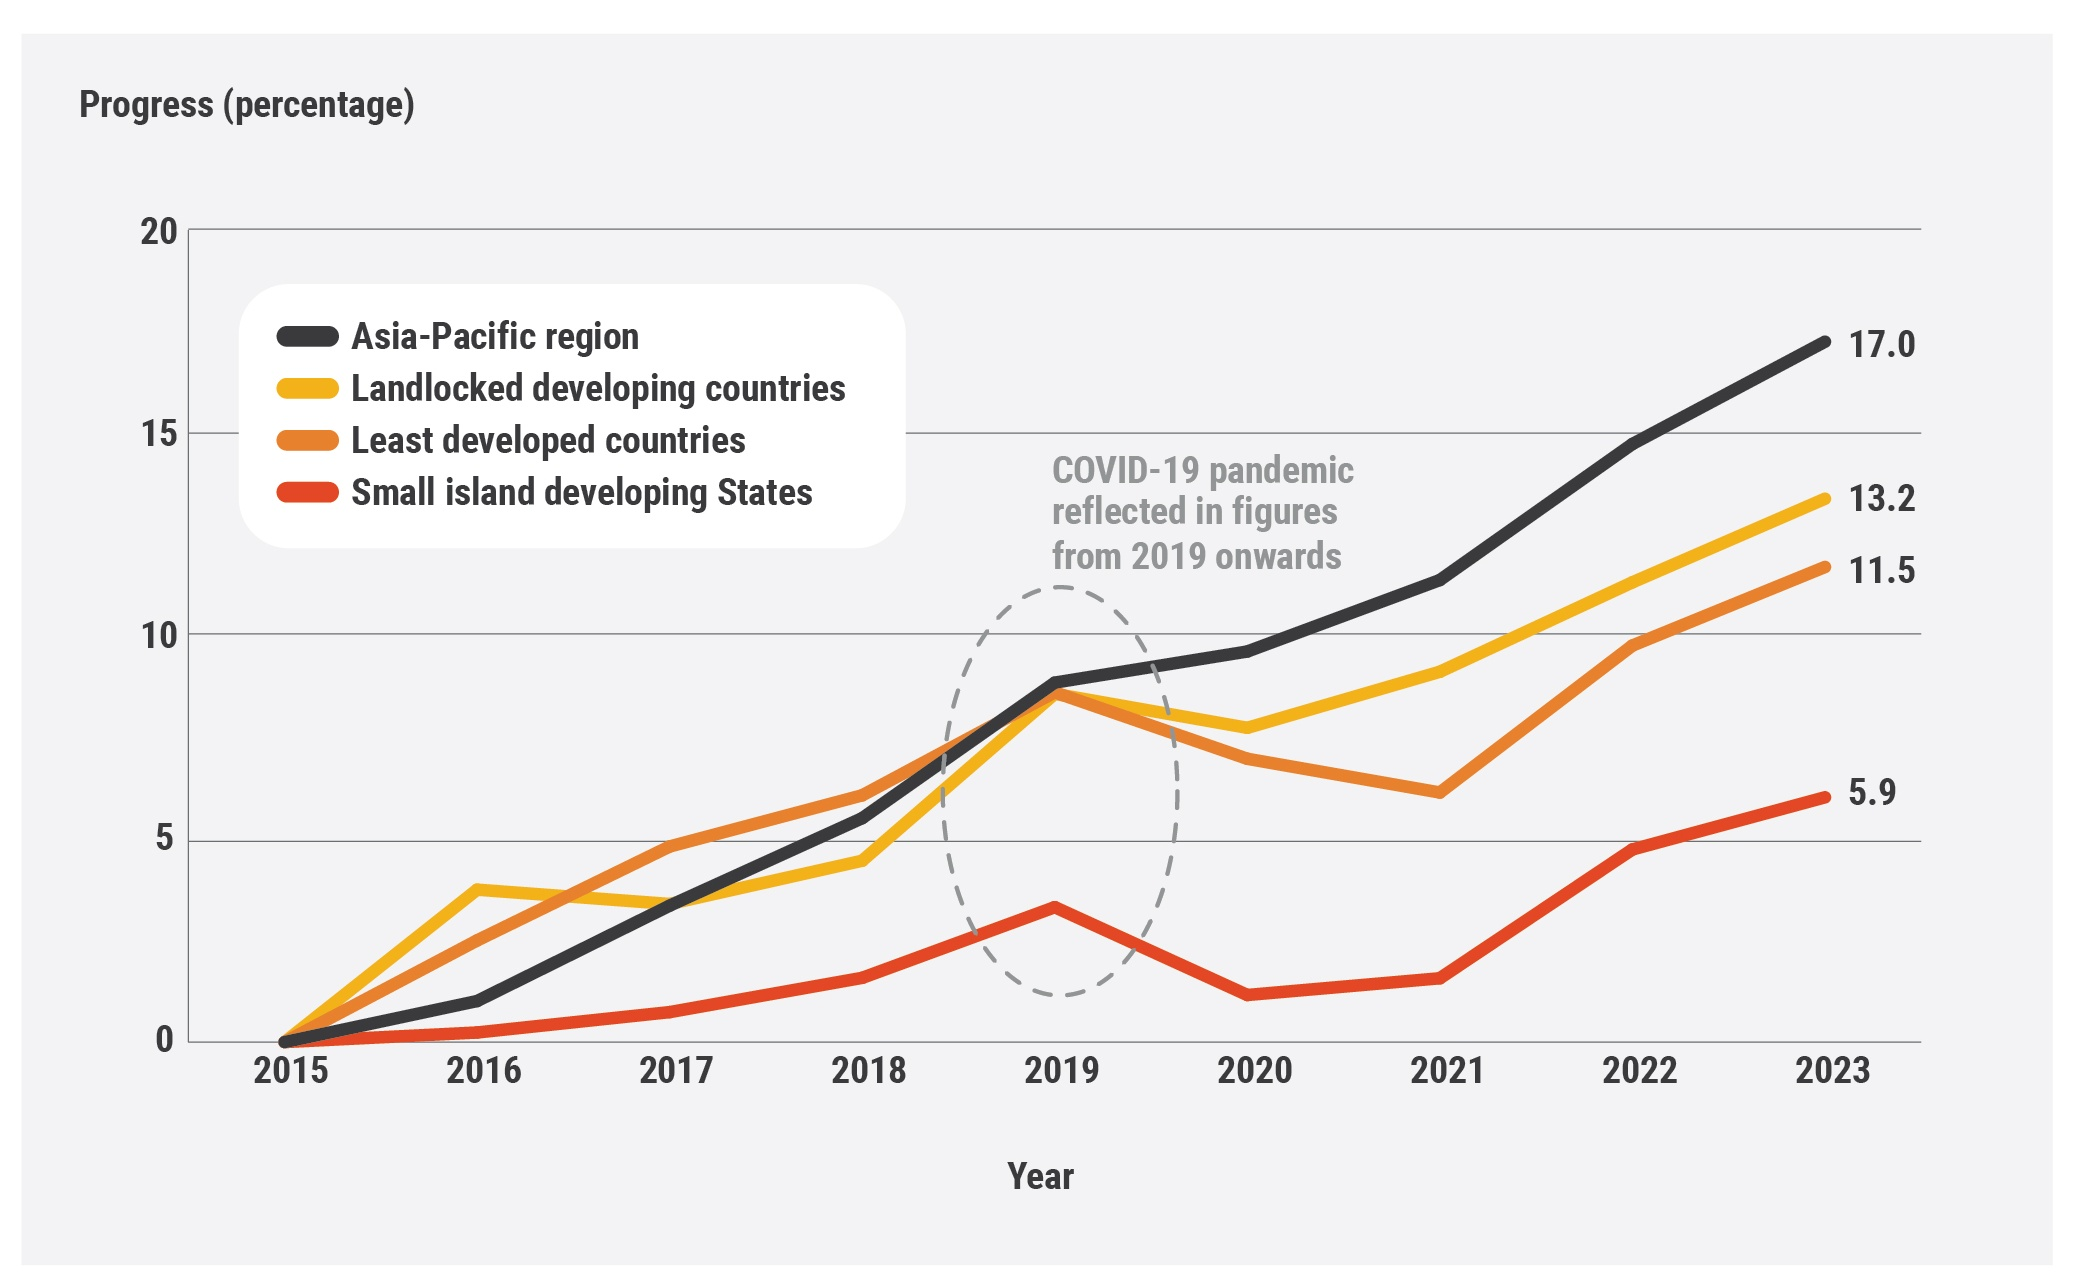 Progress (percentage)
20
15
10
5
0
Asia-Pacific region
Landlocked developing countries
Least developed countries
Small island developing States
COVID-19 pandemic
reflected in figures
from 2019 onwards
17.0
13.2
11.5
5.9
2015 2016 2017 2018 2019 2020 2021 2022 2023
Year